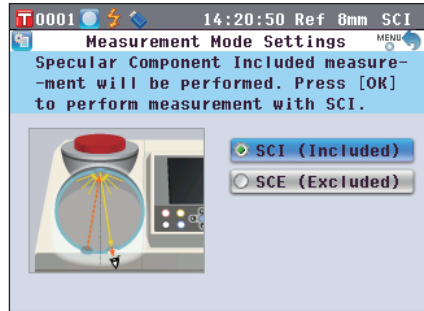 T 0001 14:20:50 Ref 8mm SCI
Measurement Mode Settings MENU
Specular Component Included measure-
-ment will be performed. Press [OK]
to perform measurement with SCI.
SCI (Included)
SCE (Excluded)